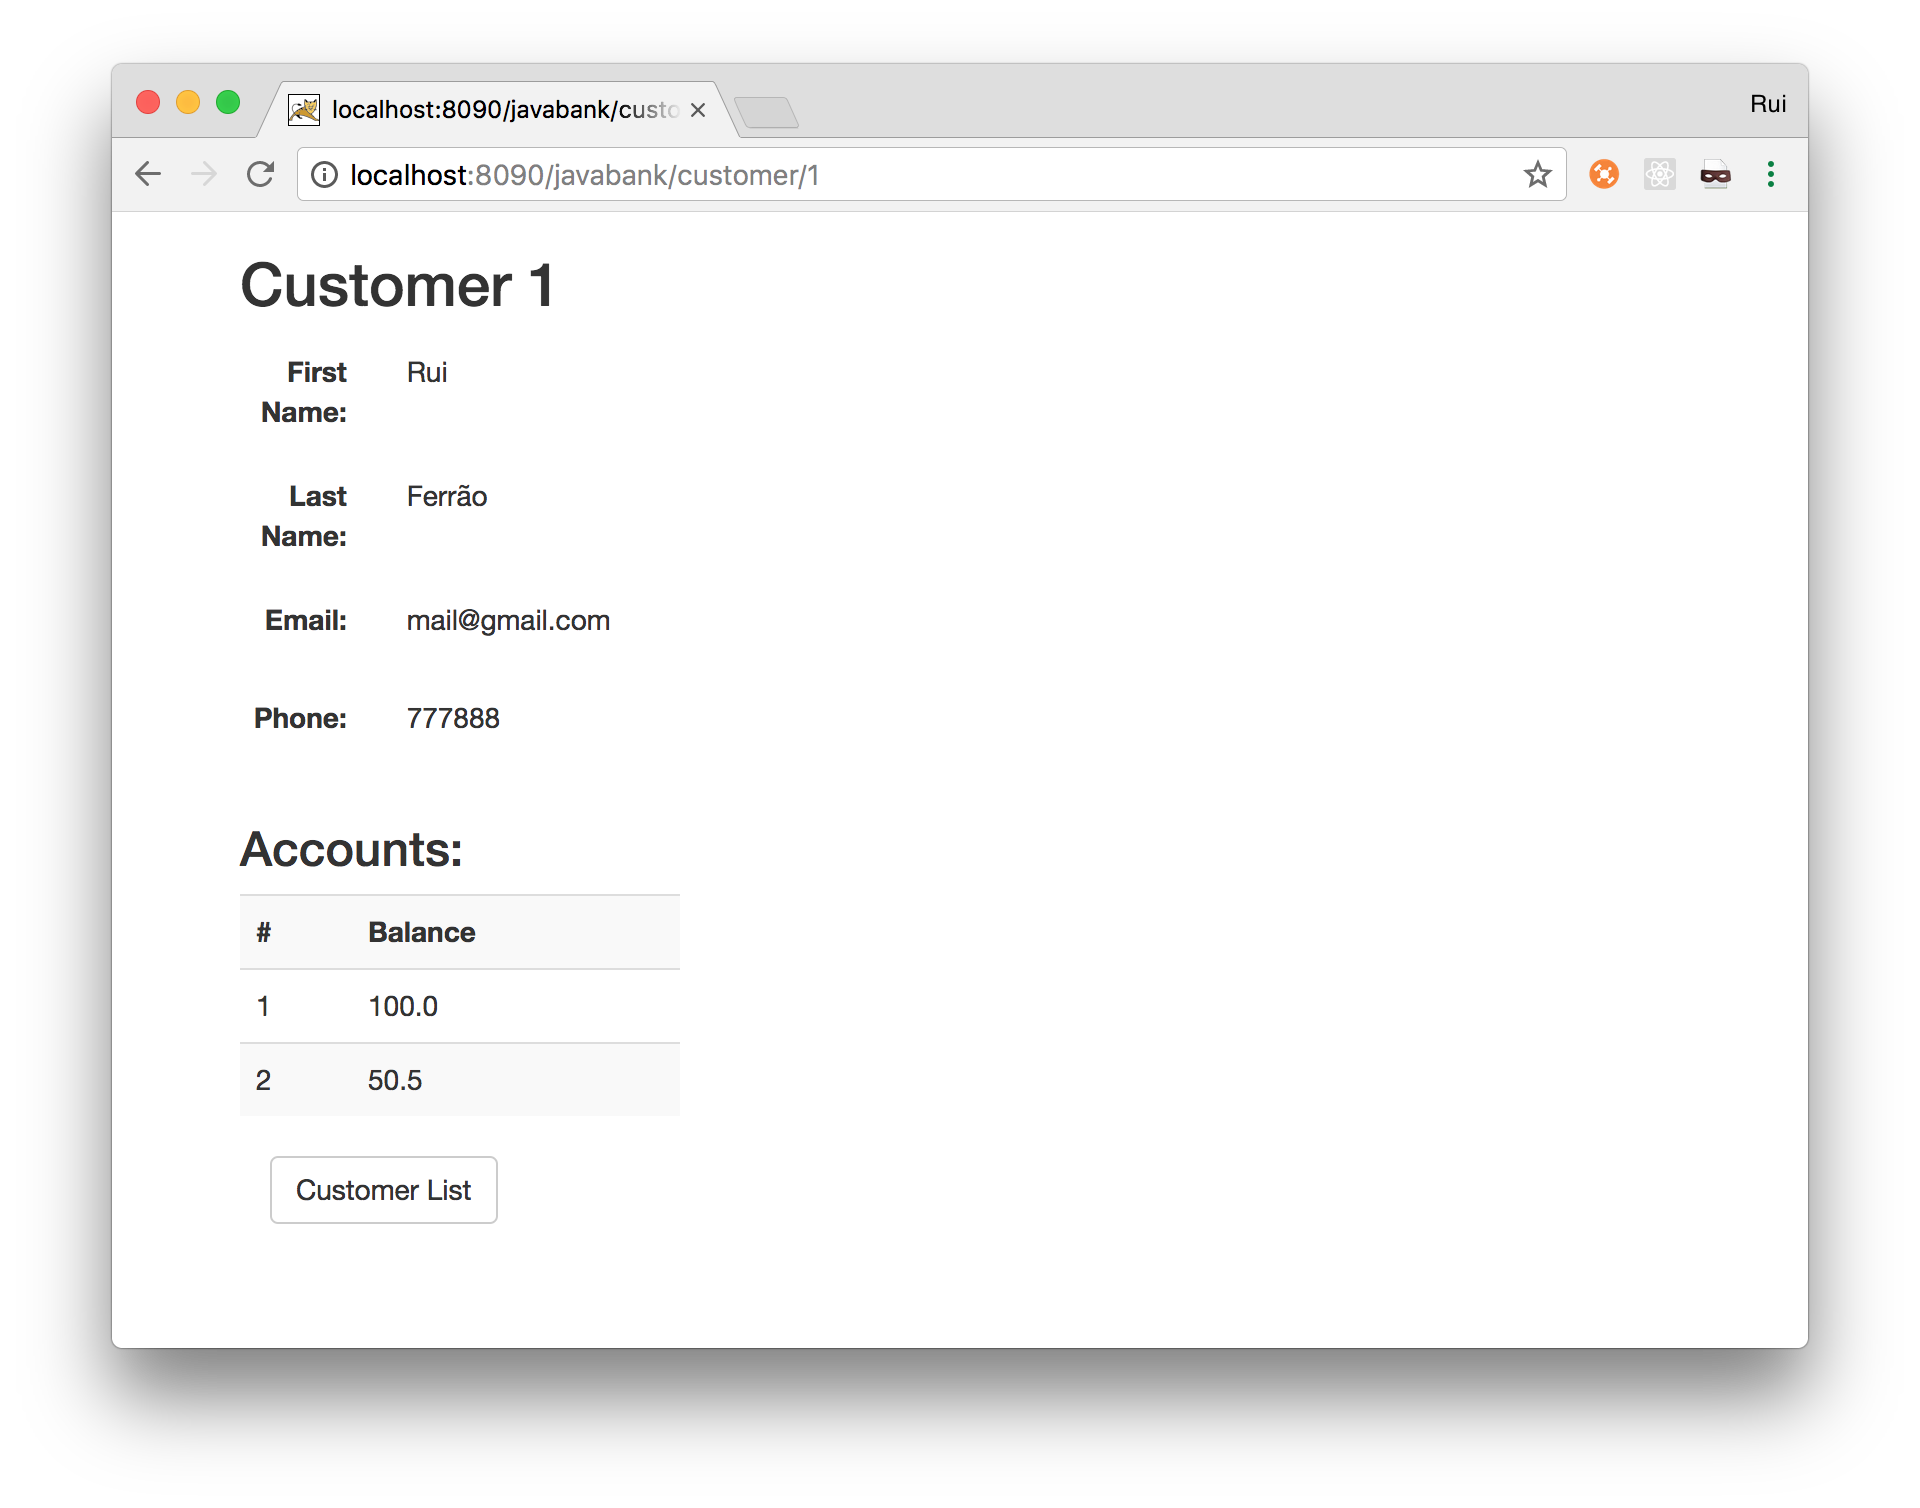 localhost:8090/javabank/custo
Rui
localhost:8090/javabank/customer/1
Customer 1
First Name: Rui
Last Name: Ferrão
Email: mail@gmail.com
Phone: 777888
Accounts:
# Balance
1 100.0
2 50.5
Customer List